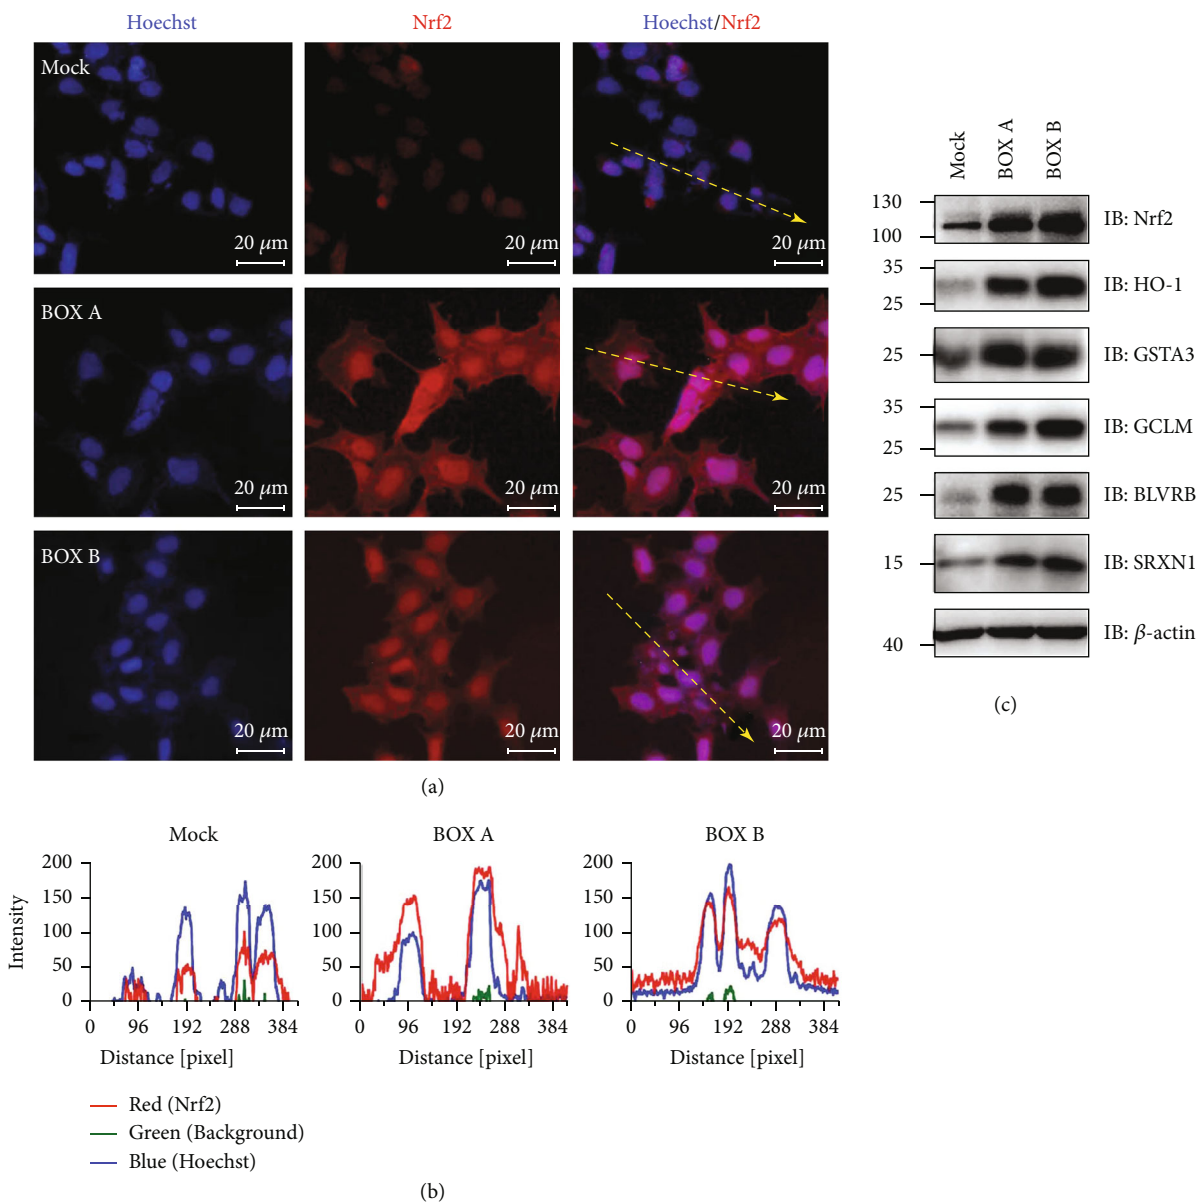 Hoechst
Nrf2
Hoechst/Nrf2
Mock
20 μm
20 μm
20 μm
BOX A
20 μm
20 μm
20 μm
BOX B
20 μm
20 μm
20 μm
(a)
Mock
BOX A
BOX B
130
100
IB: Nrf2
35
25
IB: HO-1
25
IB: GSTA3
35
25
IB: GCLM
25
IB: BLVRB
15
IB: SRXN1
40
IB: β-actin
(c)
Mock
BOX A
BOX B
Intensity
200
150
100
50
0
0 96 192 288 384
Distance [pixel]
200
150
100
50
0
0 96 192 288 384
Distance [pixel]
200
150
100
50
0
0 96 192 288 384
Distance [pixel]
Red (Nrf2)
Green (Background)
Blue (Hoechst)
(b)